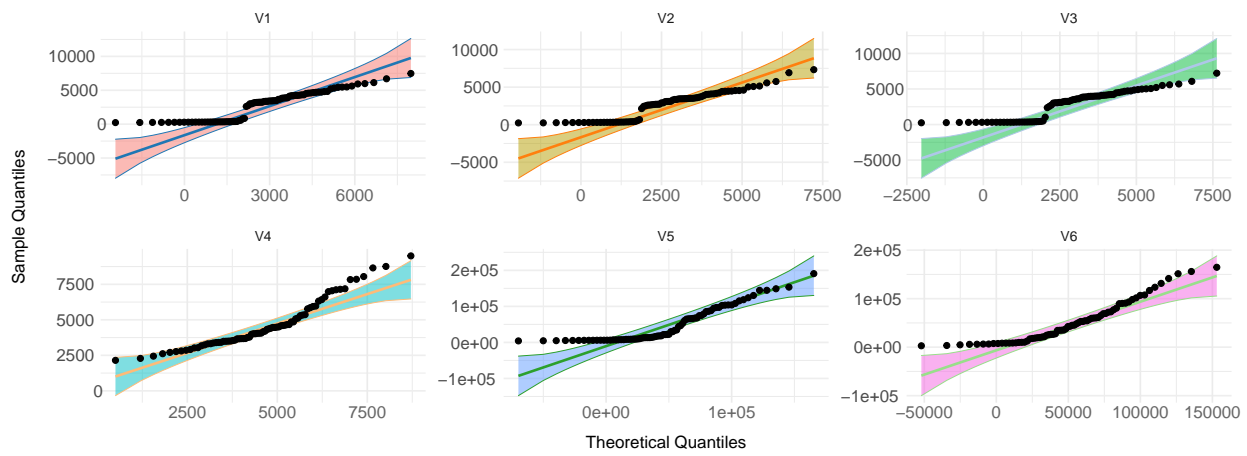 V1
V2
V3
10000
5000
0
−5000
0
3000
6000
10000
5000
0
−5000
0
2500
5000
7500
10000
5000
0
−5000
−2500
0
2500
5000
7500
Sample Quantiles
V4
V5
V6
7500
5000
2500
0
2500
5000
7500
2e+05
1e+05
0e+00
−1e+05
0e+00
1e+05
2e+05
1e+05
0e+00
−1e+05
−50000
0
50000
100000
150000
Theoretical Quantiles